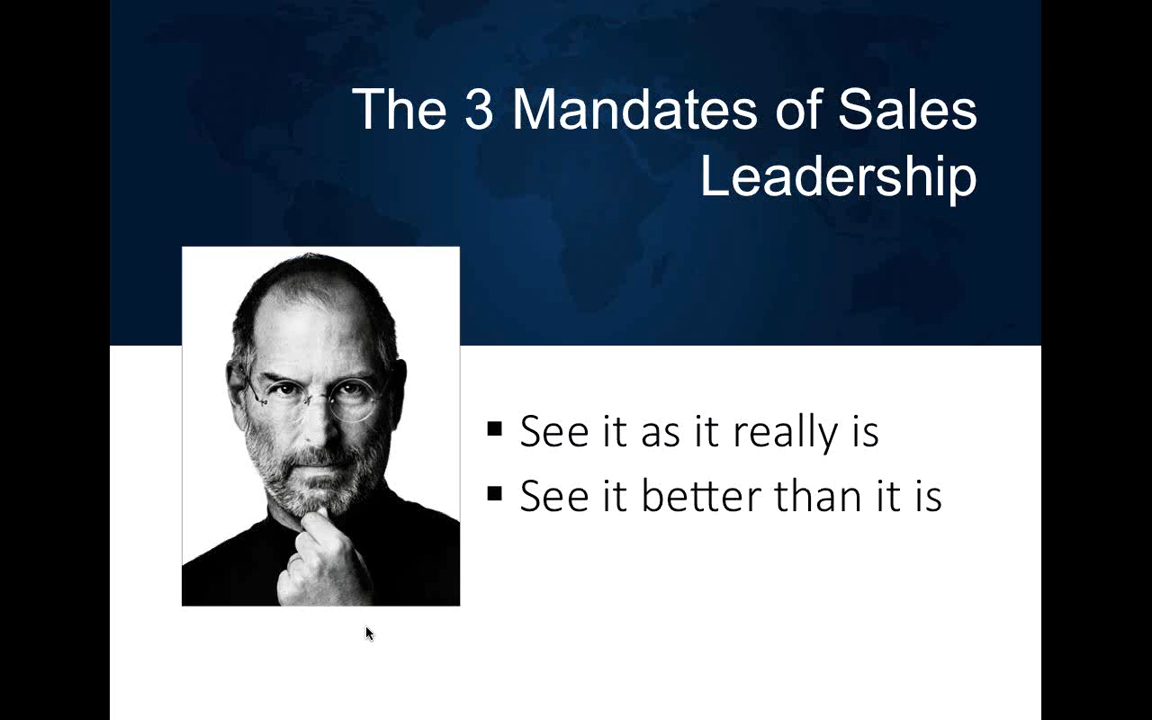 The 3 Mandates of Sales
Leadership
See it as it really is
See it better than it is